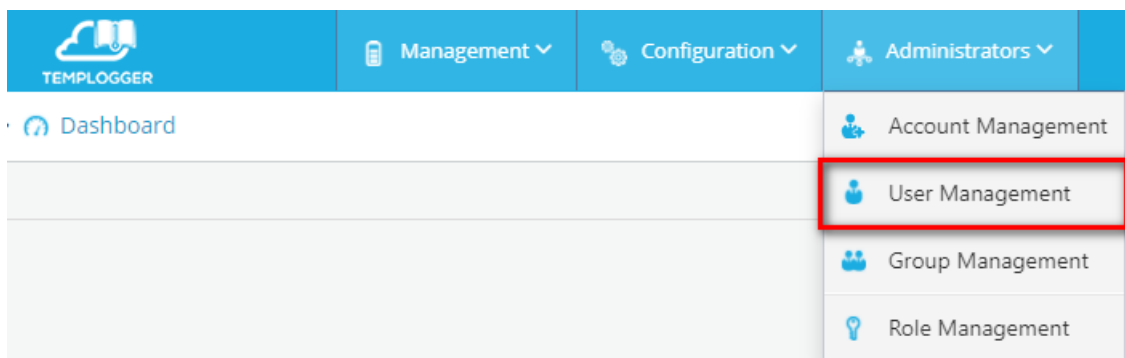 TEMPLOGGER
Management
Configuration
Administrators
Dashboard
Account Management
User Management
Group Management
Role Management